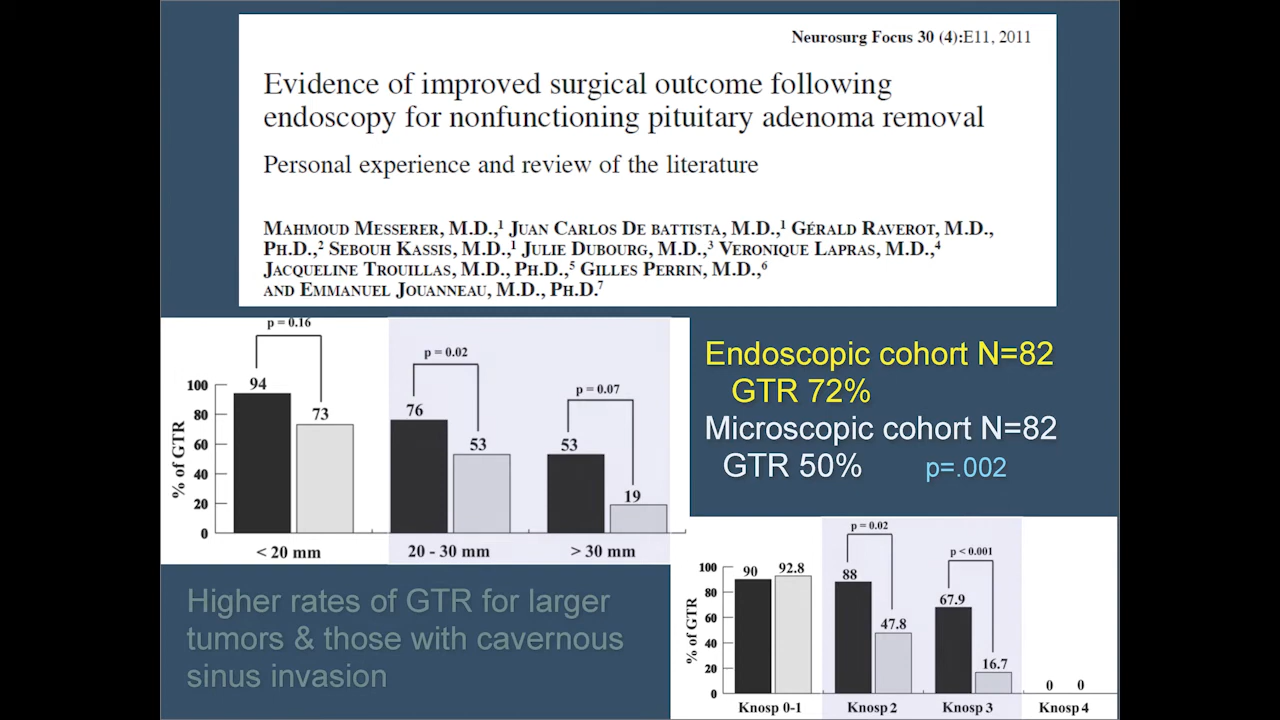 Neurosurg Focus 30 (4):E11, 2011
Evidence of improved surgical outcome following
endoscopy for nonfunctioning pituitary adenoma removal
Personal experience and review of the literature
MAHMOUD MESSERER, M.D.,1 JUAN CARLOS DE BATTISTA, M.D.,1 GÉRALD RAVEROT, M.D.,
PH.D.,2 SEBOUH KASSIS, M.D.,1 JULIE DUBOURG, M.D.,3 VERONIQUE LAPRAS, M.D.,4
JACQUELINE TROUILLAS, M.D., PH.D.,5 GILLES PERRIN, M.D.,6
AND EMMANUEL JOUANNEAU, M.D., PH.D.7
p = 0.16
p = 0.02
p = 0.07
94
73
76
53
53
19
100
80
60
40
20
0
% of GTR
< 20 mm
20 - 30 mm
> 30 mm
Endoscopic cohort N=82
GTR 72%
Microscopic cohort N=82
GTR 50% p=.002
Higher rates of GTR for larger
tumors & those with cavernous
sinus invasion
p = 0.02
p < 0.001
90
92.8
88
47.8
67.9
16.7
0
0
100
80
60
40
20
0
% of GTR
Knosp 0-1
Knosp 2
Knosp 3
Knosp 4